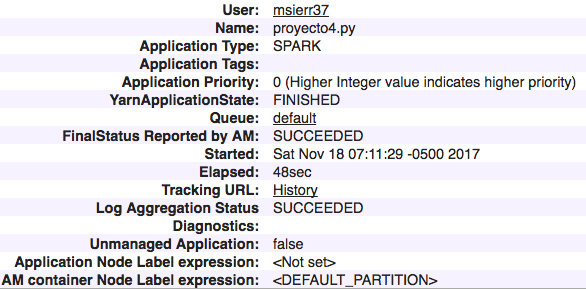 User: msierr37
Name: proyecto4.py
Application Type: SPARK
Application Tags:
Application Priority: 0 (Higher Integer value indicates higher priority)
YarnApplicationState: FINISHED
Queue: default
FinalStatus Reported by AM: SUCCEEDED
Started: Sat Nov 18 07:11:29 -0500 2017
Elapsed: 48sec
Tracking URL: History
Log Aggregation Status SUCCEEDED
Diagnostics:
Unmanaged Application: false
Application Node Label expression: <Not set>
AM container Node Label expression: <DEFAULT_PARTITION>